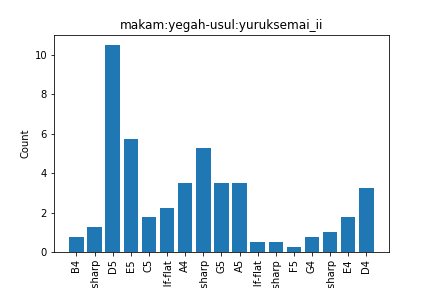 makam:yegah-usul:yuruksemai_ii
10
8
6
4
2
0
Count
B4
sharp
D5
E5
C5
lf-flat
A4
sharp
G5
A5
lf-flat
sharp
F5
G4
sharp
E4
D4